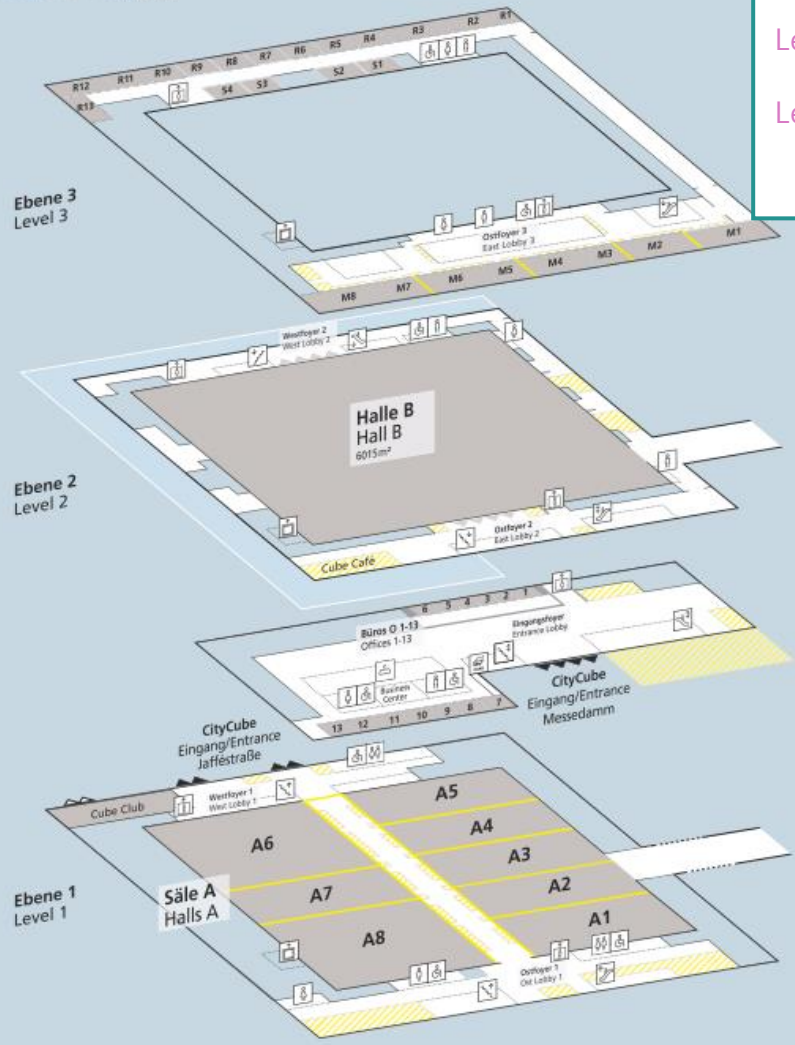 Le
Le
R12 R11 R10 R9 R8 R7 R6 R5 R4 R3 R2 R1
R13
S4 S3 S2 S1
Ebene 3
Level 3
Ostfoyer 3
East Lobby 3
M8 M7 M6 M5 M4 M3 M2 M1
Westfoyer 2
West Lobby 2
Halle B
Hall B
6015m²
Ebene 2
Level 2
Ostfoyer 2
East Lobby 2
Cube Café
6 5 4 3 2 1
Büros O 1-13
Offices 1-13
Eingangsfoyer
Entrance Lobby
Business
Center
13 12 11 10 9 8 7
CityCube
Eingang/Entrance
Messedamm
CityCube
Eingang/Entrance
Jafféstraße
Cube Club
Westfoyer 1
West Lobby 1
A5
A4
A6
A3
A7
A2
A8
A1
Säle A
Halls A
Ebene 1
Level 1
Ostfoyer 1
Ost Lobby 1